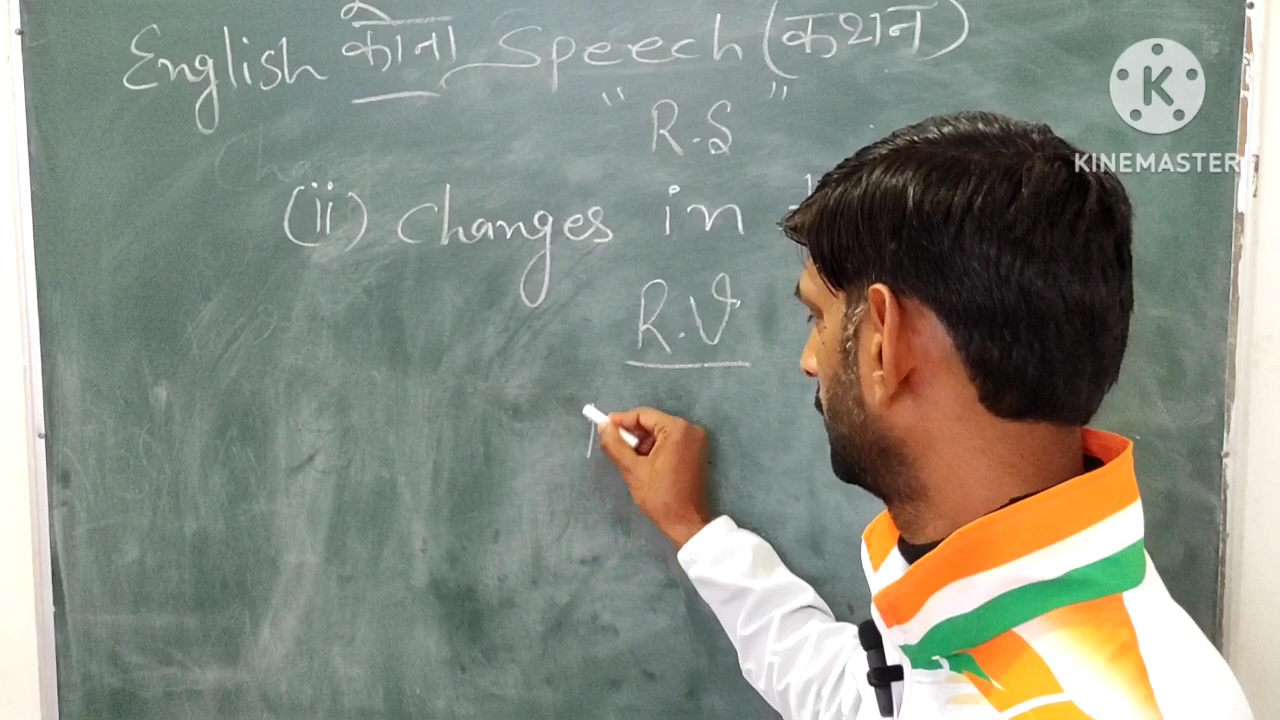 English कोना Speech (कथन)
" R.S "
(ii) Changes in
R.V
K
KINEMASTER